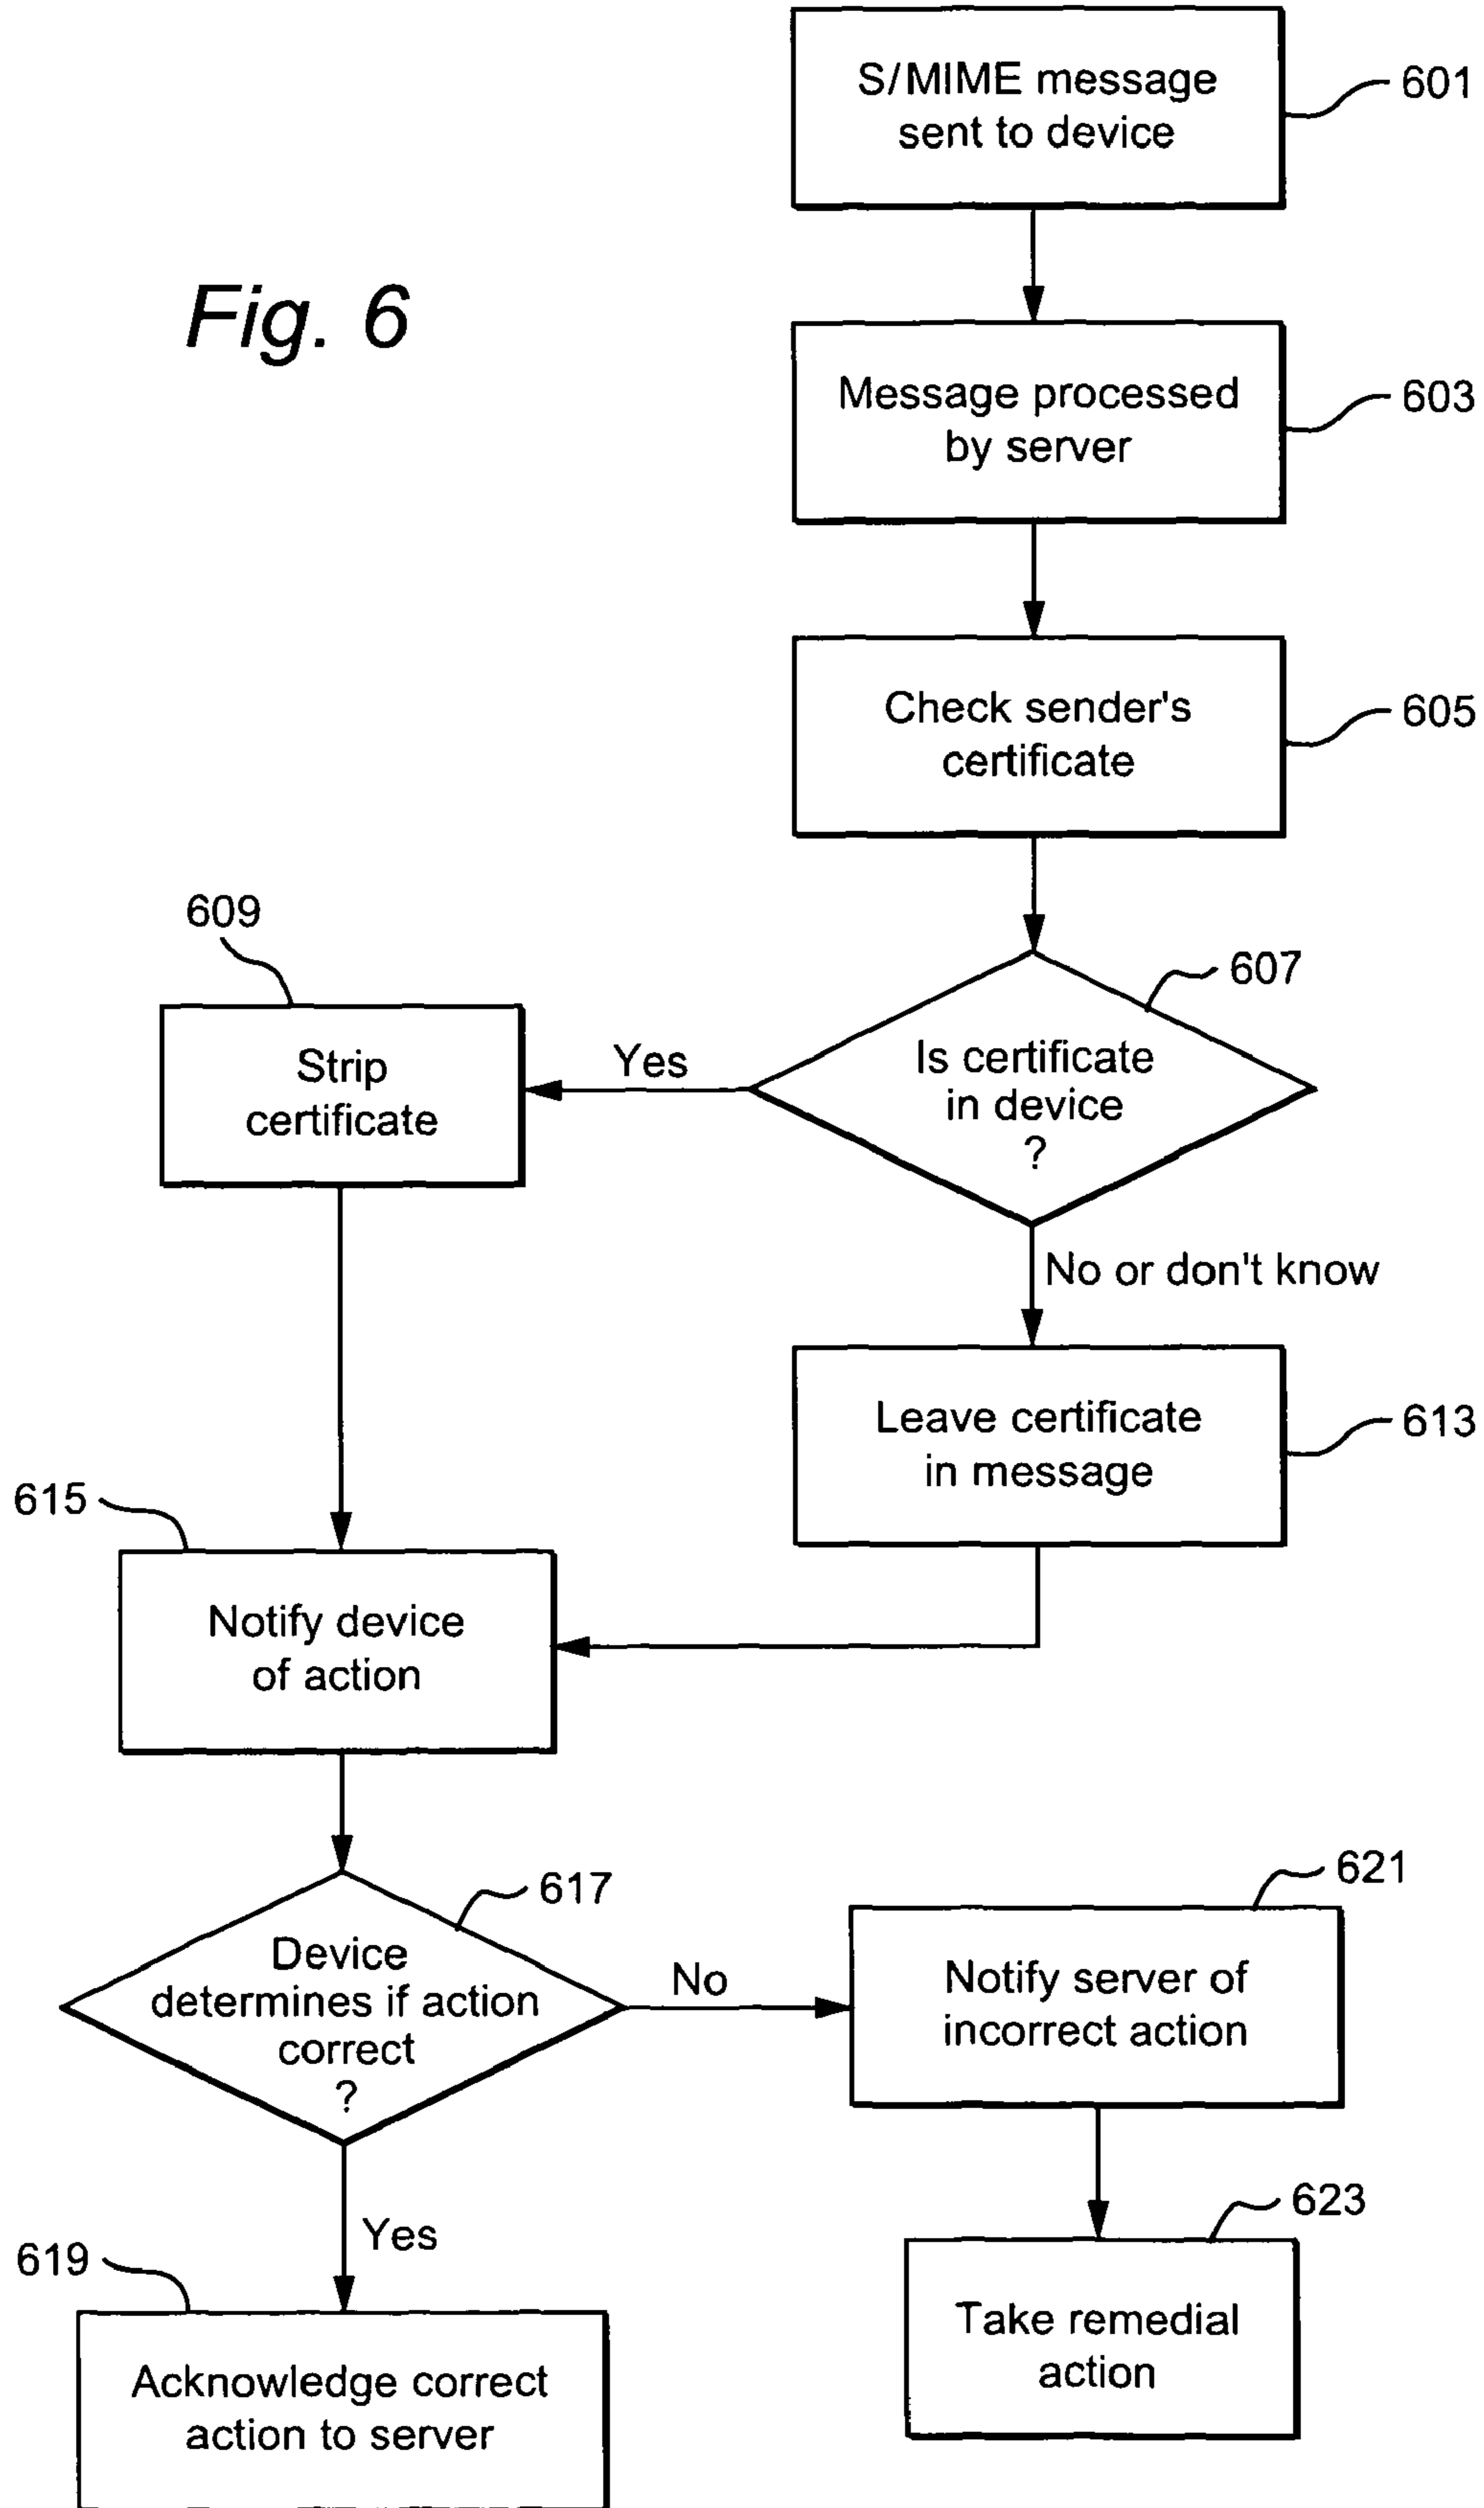 S/MIME message
sent to device
601
Fig. 6
Message processed
by server
603
Check sender's
certificate
605
609
607
Strip
certificate
Yes
Is certificate
in device
?
No or don't know
Leave certificate
in message
613
615
Notify device
of action
617
Device
determines if action
correct
?
No
621
Notify server of
incorrect action
Yes
623
Take remedial
action
619
Acknowledge correct
action to server